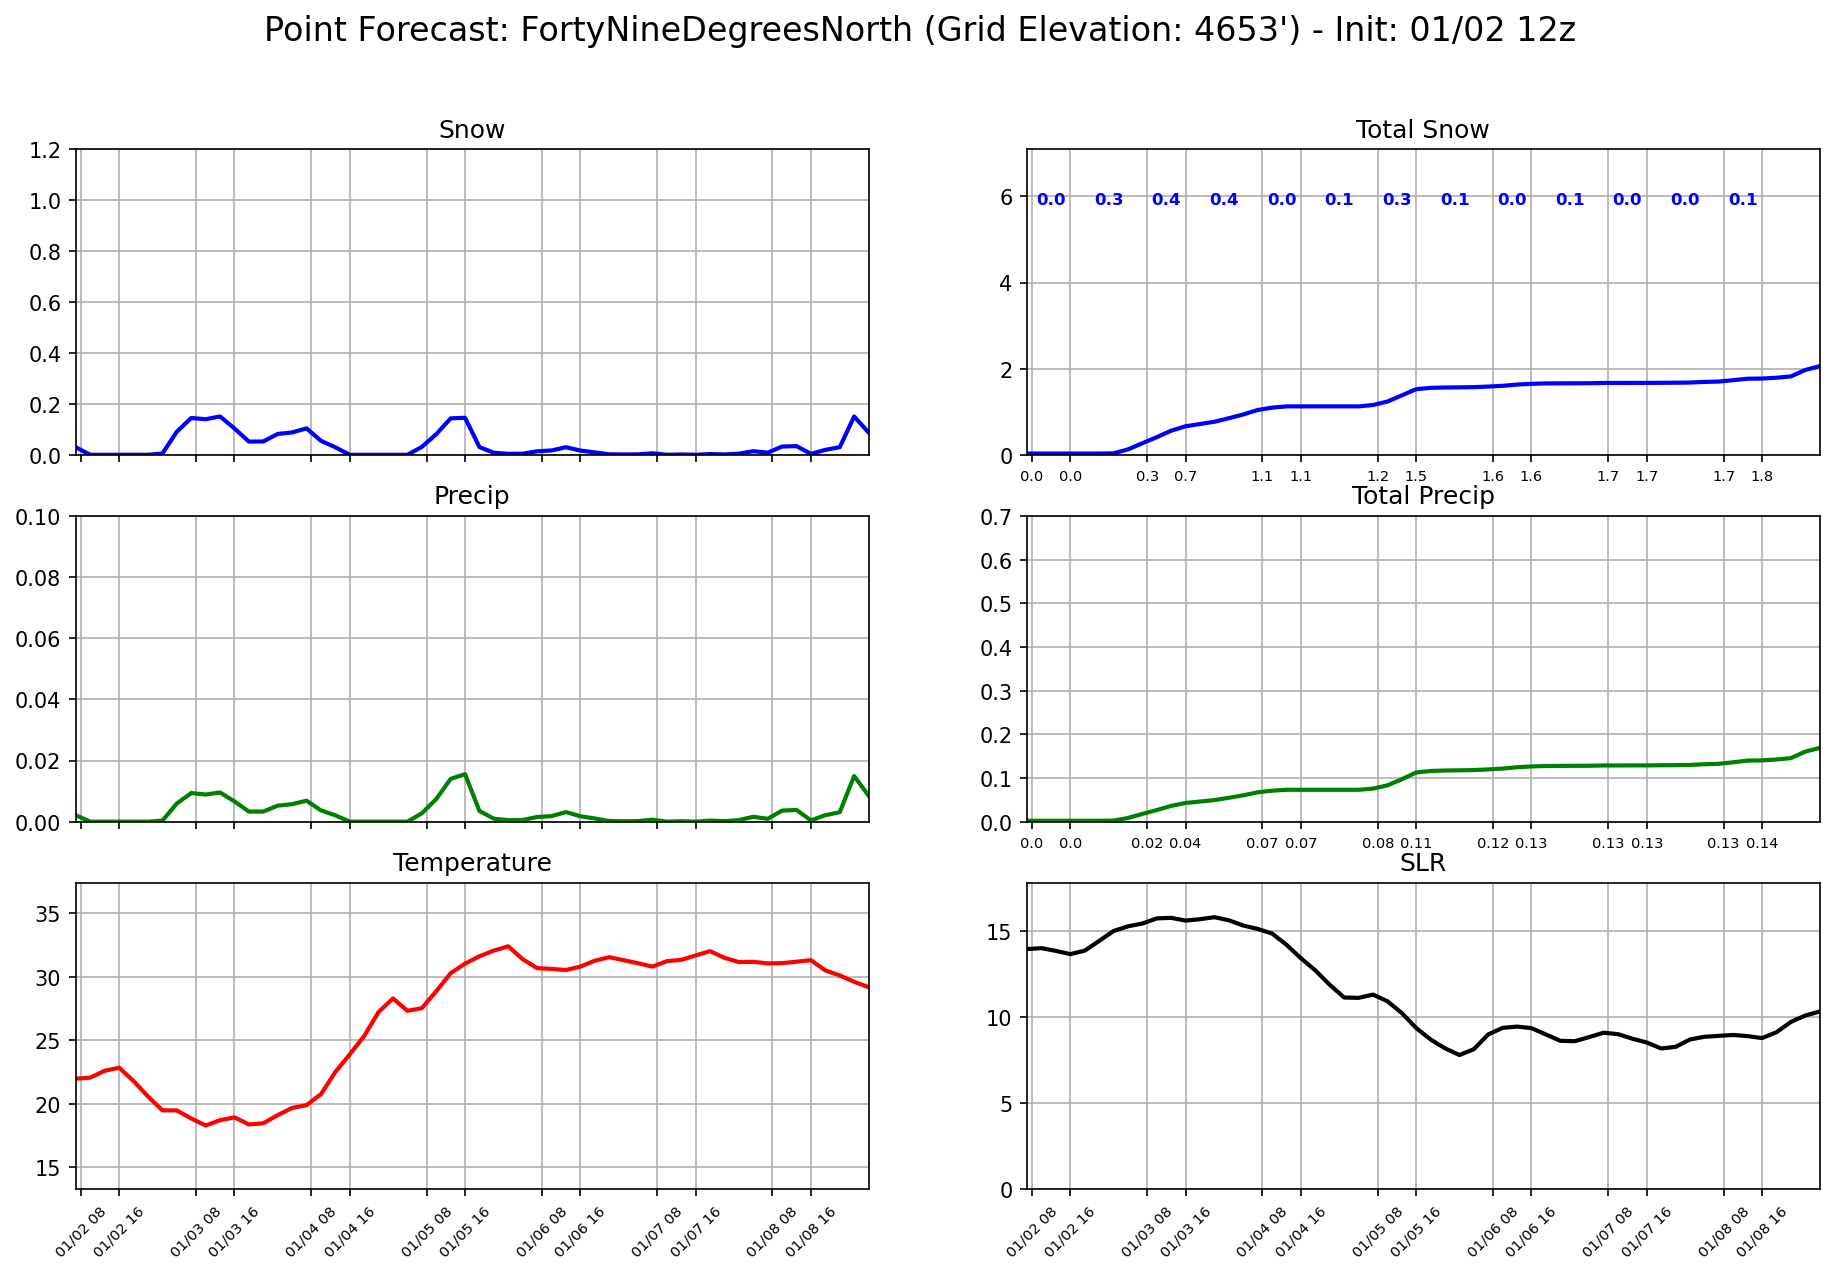 Point Forecast: FortyNineDegreesNorth (Grid Elevation: 4653') - Init: 01/02 12z
Snow
1.2
1.0
0.8
0.6
0.4
0.2
0.0
Total Snow
6
4
2
0
0.0 0.3 0.4 0.4 0.0 0.1 0.3 0.1 0.0 0.1 0.0 0.0 0.1
0.0 0.0 0.3 0.7 1.1 1.1 1.2 1.5 1.6 1.6 1.7 1.7 1.7 1.8
Precip
0.10
0.08
0.06
0.04
0.02
0.00
Total Precip
0.7
0.6
0.5
0.4
0.3
0.2
0.1
0.0
0.0 0.0 0.02 0.04 0.07 0.07 0.08 0.11 0.12 0.13 0.13 0.13 0.13 0.14
Temperature
35
30
25
20
15
01/02 08 01/02 16 01/03 08 01/03 16 01/04 08 01/04 16 01/05 08 01/05 16 01/06 08 01/06 16 01/07 08 01/07 16 01/08 08 01/08 16
SLR
15
10
5
0
01/02 08 01/02 16 01/03 08 01/03 16 01/04 08 01/04 16 01/05 08 01/05 16 01/06 08 01/06 16 01/07 08 01/07 16 01/08 08 01/08 16